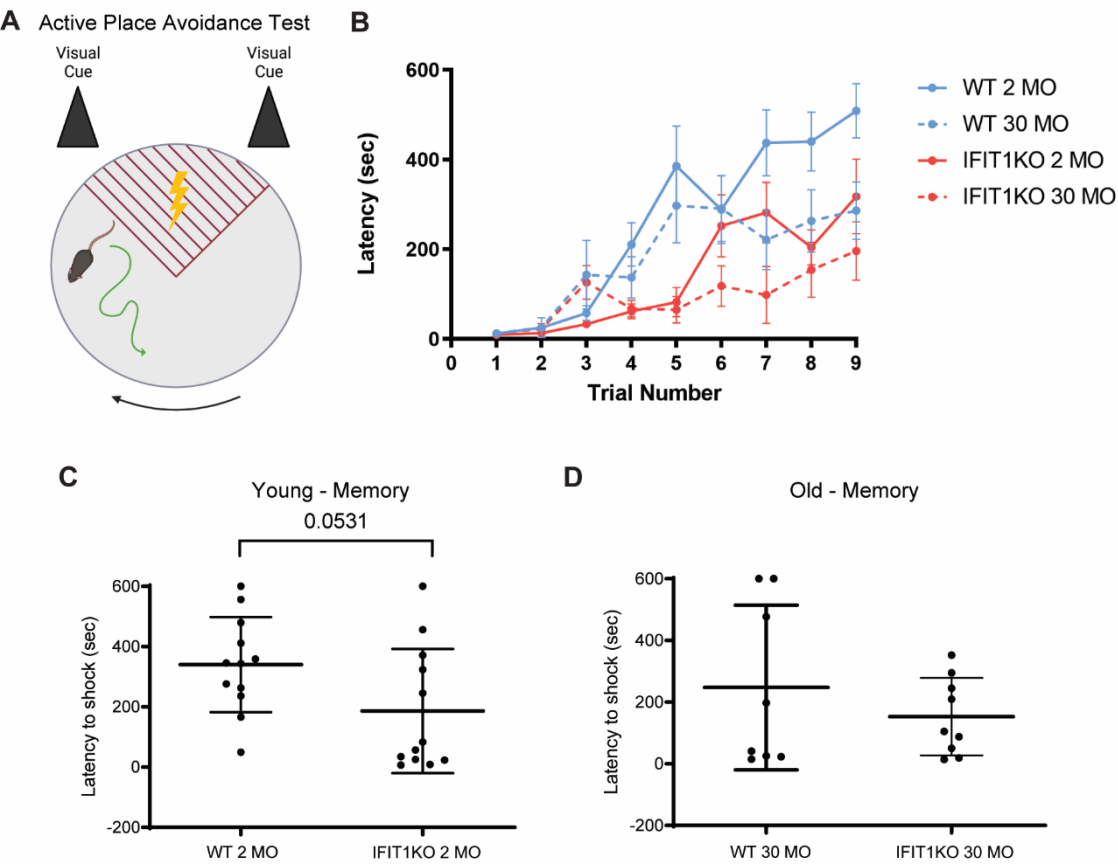 A Active Place Avoidance Test
Visual
Cue
Visual
Cue
B
600
400
200
0
Latency (sec)
0 1 2 3 4 5 6 7 8 9
Trial Number
WT 2 MO
WT 30 MO
IFIT1KO 2 MO
IFIT1KO 30 MO
C
Young - Memory
0.0531
600
400
200
0
-200
Latency to shock (sec)
WT 2 MO IFIT1KO 2 MO
D
Old - Memory
600
400
200
0
-200
Latency to shock (sec)
WT 30 MO IFIT1KO 30 MO